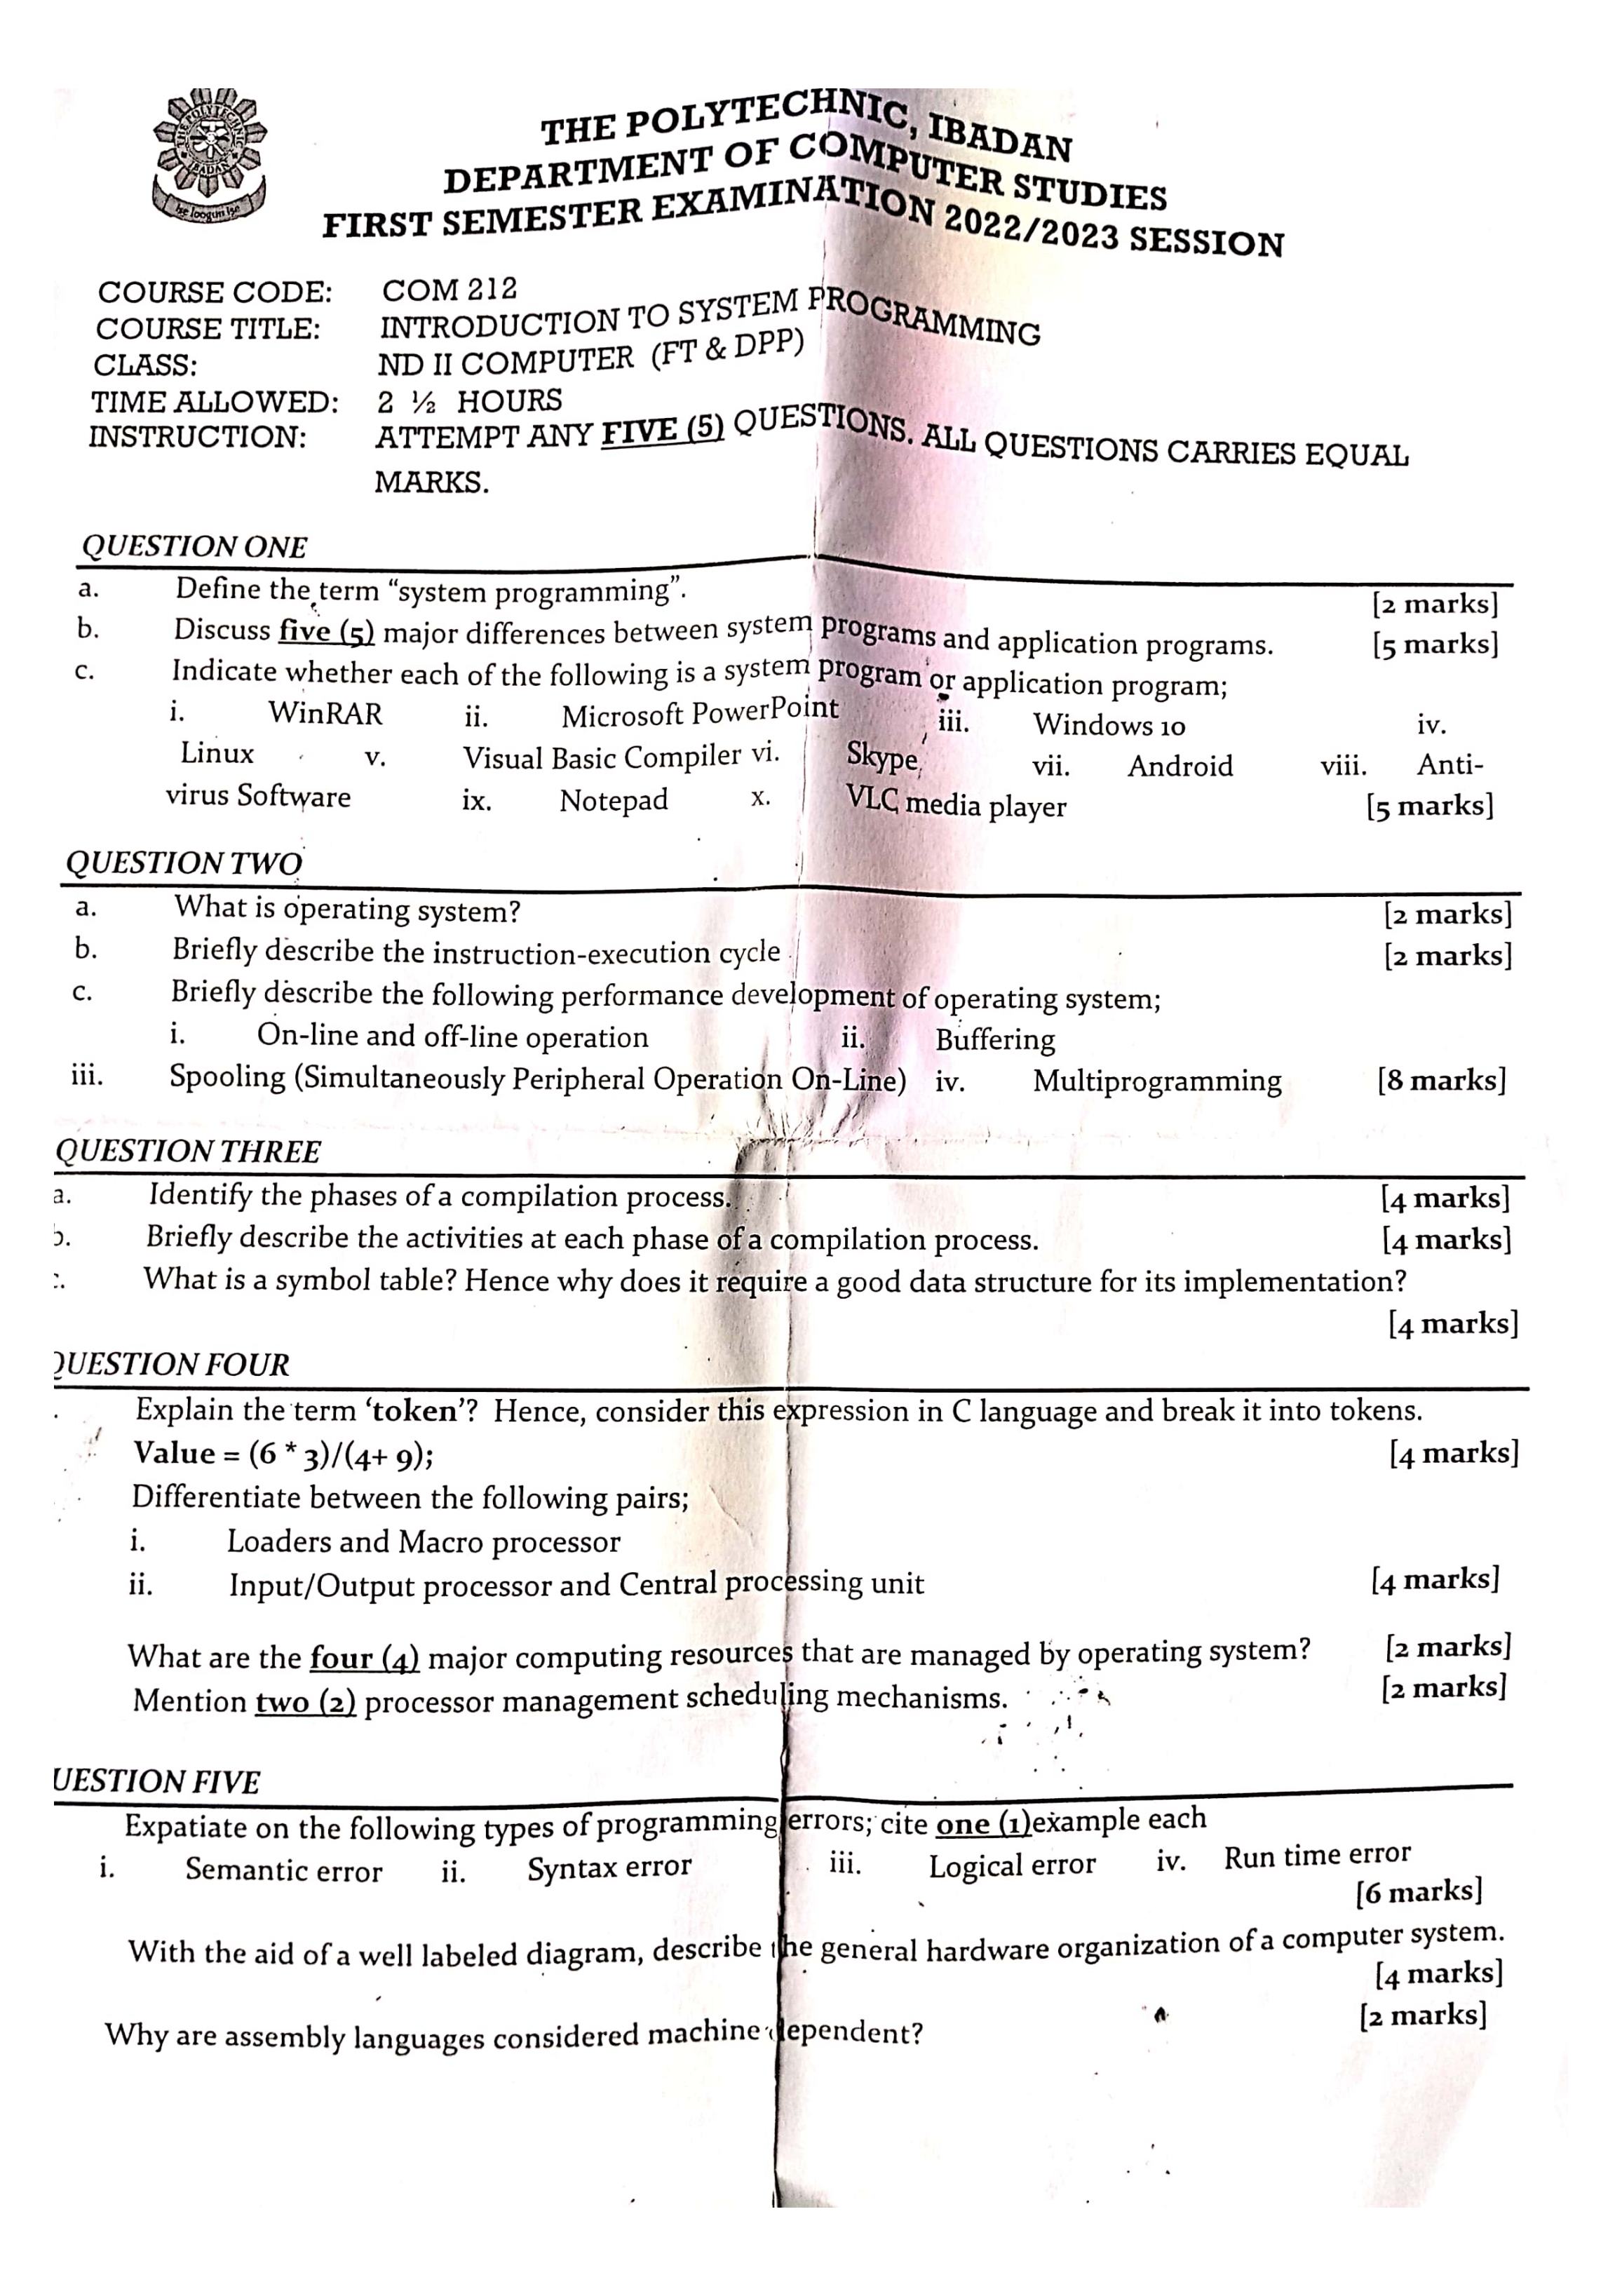 THE POLYTECHNIC
IBADAN
Ise loogun ise
THE POLYTECHNIC, IBADAN
DEPARTMENT OF COMPUTER STUDIES
FIRST SEMESTER EXAMINATION 2022/2023 SESSION
COURSE CODE: COM 212
COURSE TITLE: INTRODUCTION TO SYSTEM PROGRAMMING
CLASS: ND II COMPUTER (FT & DPP)
TIME ALLOWED: 2 ½ HOURS
INSTRUCTION: ATTEMPT ANY FIVE (5) QUESTIONS. ALL QUESTIONS CARRIES EQUAL
MARKS.
QUESTION ONE
a. Define the term “system programming”. [2 marks]
b. Discuss five (5) major differences between system programs and application programs. [5 marks]
c. Indicate whether each of the following is a system program or application program;
i. WinRAR ii. Microsoft PowerPoint iii. Windows 10 iv.
Linux v. Visual Basic Compiler vi. Skype vii. Android viii. Anti-
virus Software ix. Notepad x. VLC media player [5 marks]
QUESTION TWO
a. What is operating system? [2 marks]
b. Briefly describe the instruction-execution cycle [2 marks]
c. Briefly describe the following performance development of operating system;
i. On-line and off-line operation ii. Buffering
iii. Spooling (Simultaneously Peripheral Operation On-Line) iv. Multiprogramming [8 marks]
QUESTION THREE
a. Identify the phases of a compilation process. [4 marks]
b. Briefly describe the activities at each phase of a compilation process. [4 marks]
What is a symbol table? Hence why does it require a good data structure for its implementation?
[4 marks]
QUESTION FOUR
Explain the term ‘token’? Hence, consider this expression in C language and break it into tokens.
Value = (6 * 3)/(4+ 9); [4 marks]
Differentiate between the following pairs;
i. Loaders and Macro processor
ii. Input/Output processor and Central processing unit [4 marks]
What are the four (4) major computing resources that are managed by operating system? [2 marks]
Mention two (2) processor management scheduling mechanisms. [2 marks]
UESTION FIVE
Expatiate on the following types of programming errors; cite one (1)example each
i. Semantic error ii. Syntax error iii. Logical error iv. Run time error
[6 marks]
With the aid of a well labeled diagram, describe the general hardware organization of a computer system.
[4 marks]
Why are assembly languages considered machine dependent? [2 marks]